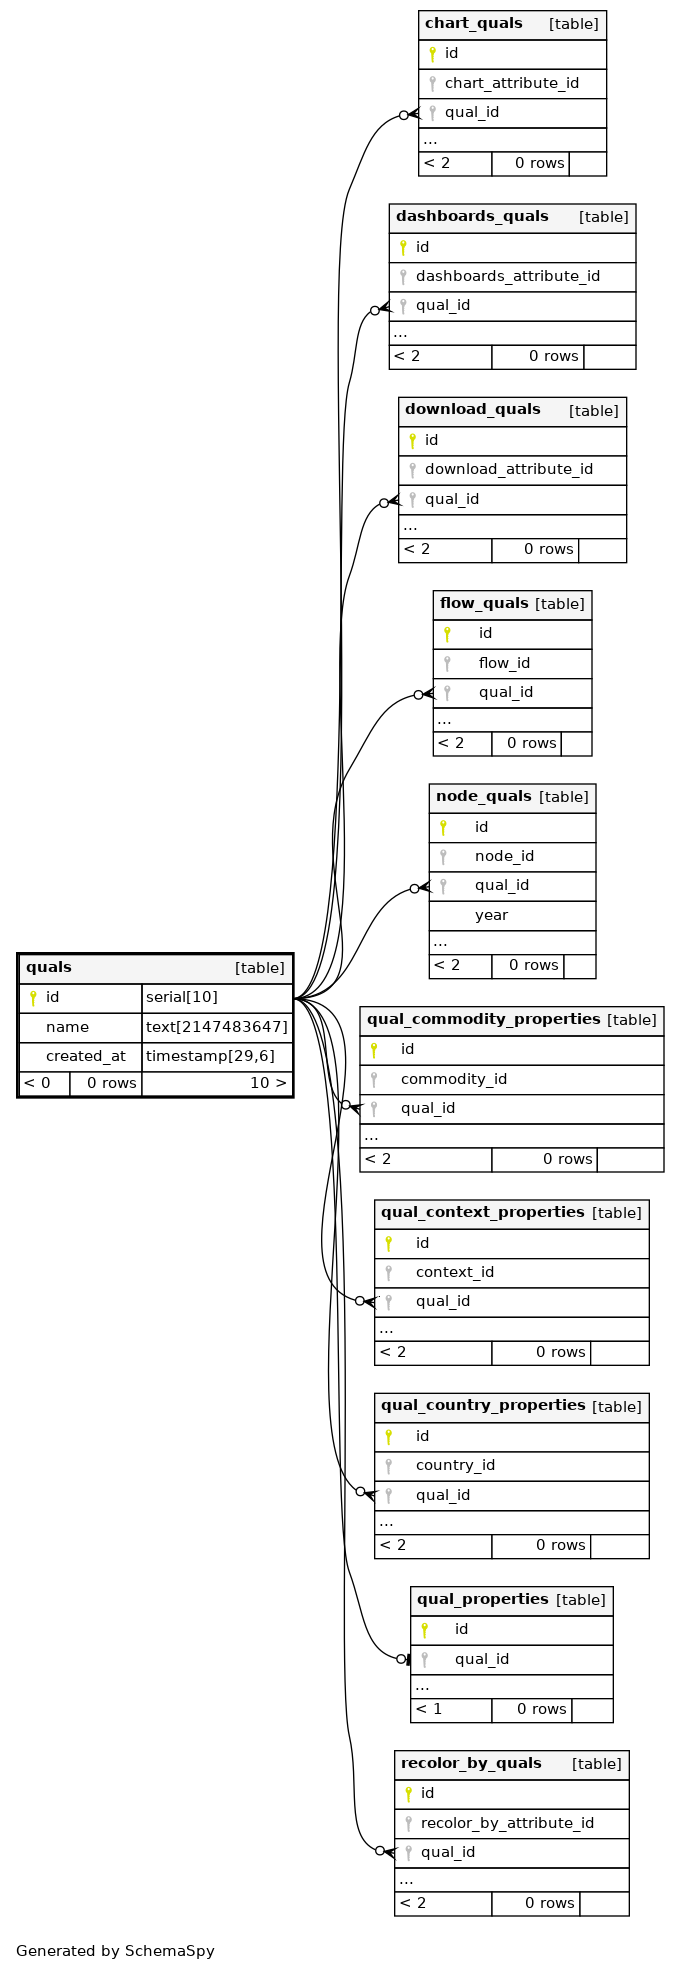 chart_quals [table]
id
chart_attribute_id
qual_id
...
< 2 0 rows
dashboards_quals [table]
id
dashboards_attribute_id
qual_id
...
< 2 0 rows
download_quals [table]
id
download_attribute_id
qual_id
...
< 2 0 rows
flow_quals [table]
id
flow_id
qual_id
...
< 2 0 rows
node_quals [table]
id
node_id
qual_id
year
...
< 2 0 rows
quals [table]
id serial[10]
name text[2147483647]
created_at timestamp[29,6]
< 0 0 rows 10 >
qual_commodity_properties [table]
id
commodity_id
qual_id
...
< 2 0 rows
qual_context_properties [table]
id
context_id
qual_id
...
< 2 0 rows
qual_country_properties [table]
id
country_id
qual_id
...
< 2 0 rows
qual_properties [table]
id
qual_id
...
< 1 0 rows
recolor_by_quals [table]
id
recolor_by_attribute_id
qual_id
...
< 2 0 rows
Generated by SchemaSpy